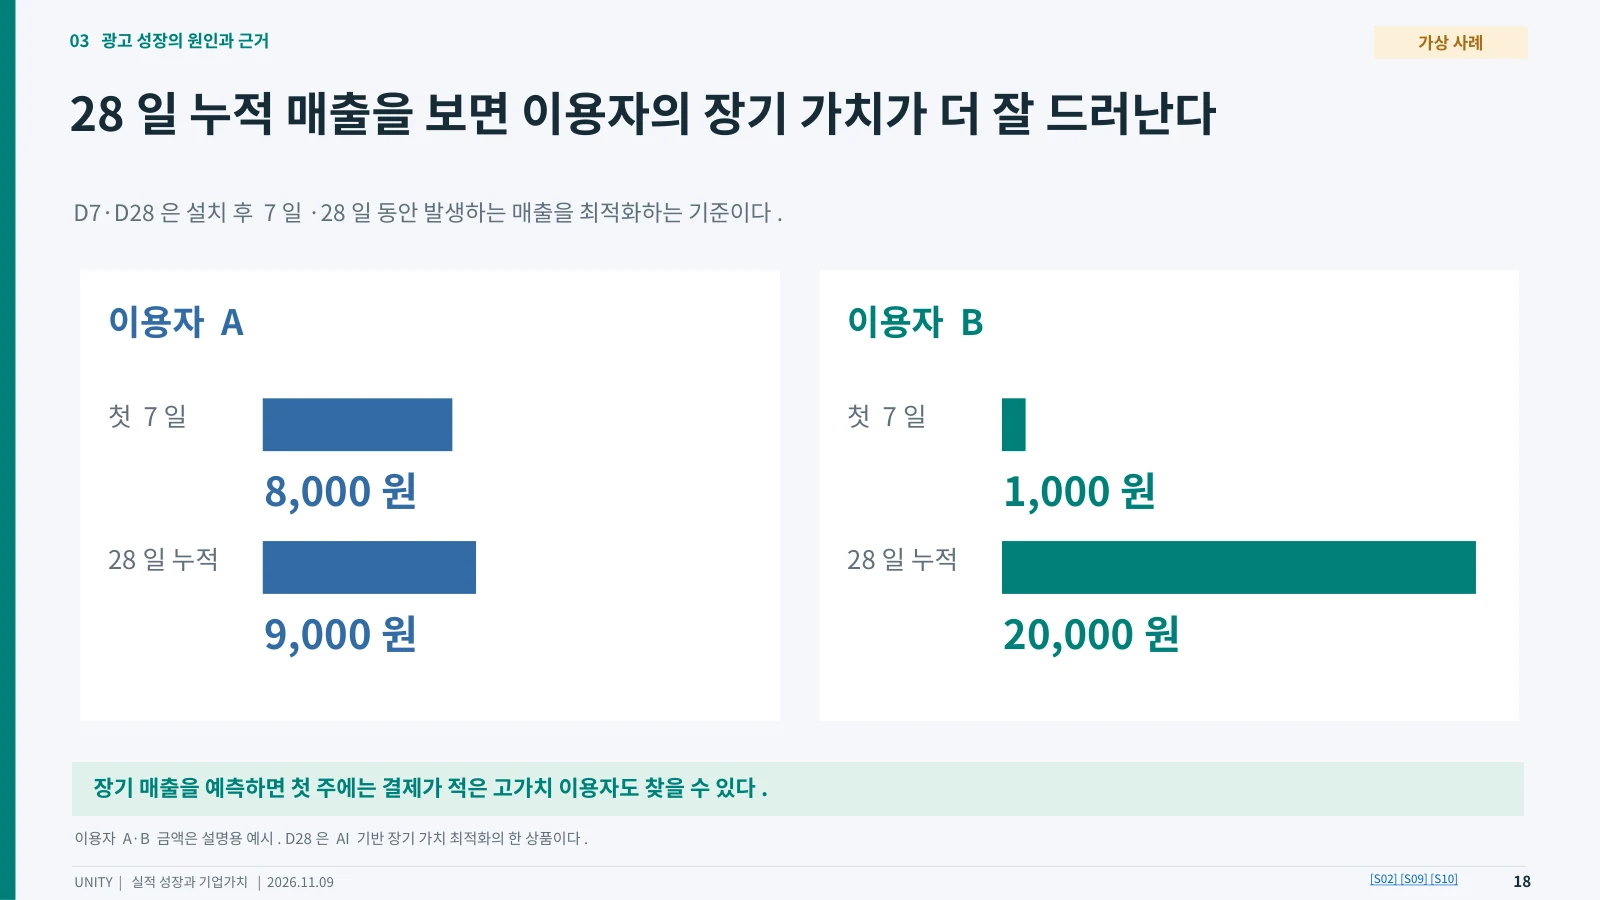 03 광고 성장의 원인과 근거
가상 사례
28 일 누적 매출을 보면 이용자의 장기 가치가 더 잘 드러난다
D7·D28 은 설치 후 7 일 ·28 일 동안 발생하는 매출을 최적화하는 기준이다 .
이용자 A
첫 7 일
8,000 원
28 일 누적
9,000 원
이용자 B
첫 7 일
1,000 원
28 일 누적
20,000 원
장기 매출을 예측하면 첫 주에는 결제가 적은 고가치 이용자도 찾을 수 있다 .
이용자 A·B 금액은 설명용 예시 . D28 은 AI 기반 장기 가치 최적화의 한 상품이다 .
UNITY | 실적 성장과 기업가치 | 2026.11.09
[S02] [S09] [S10]
18